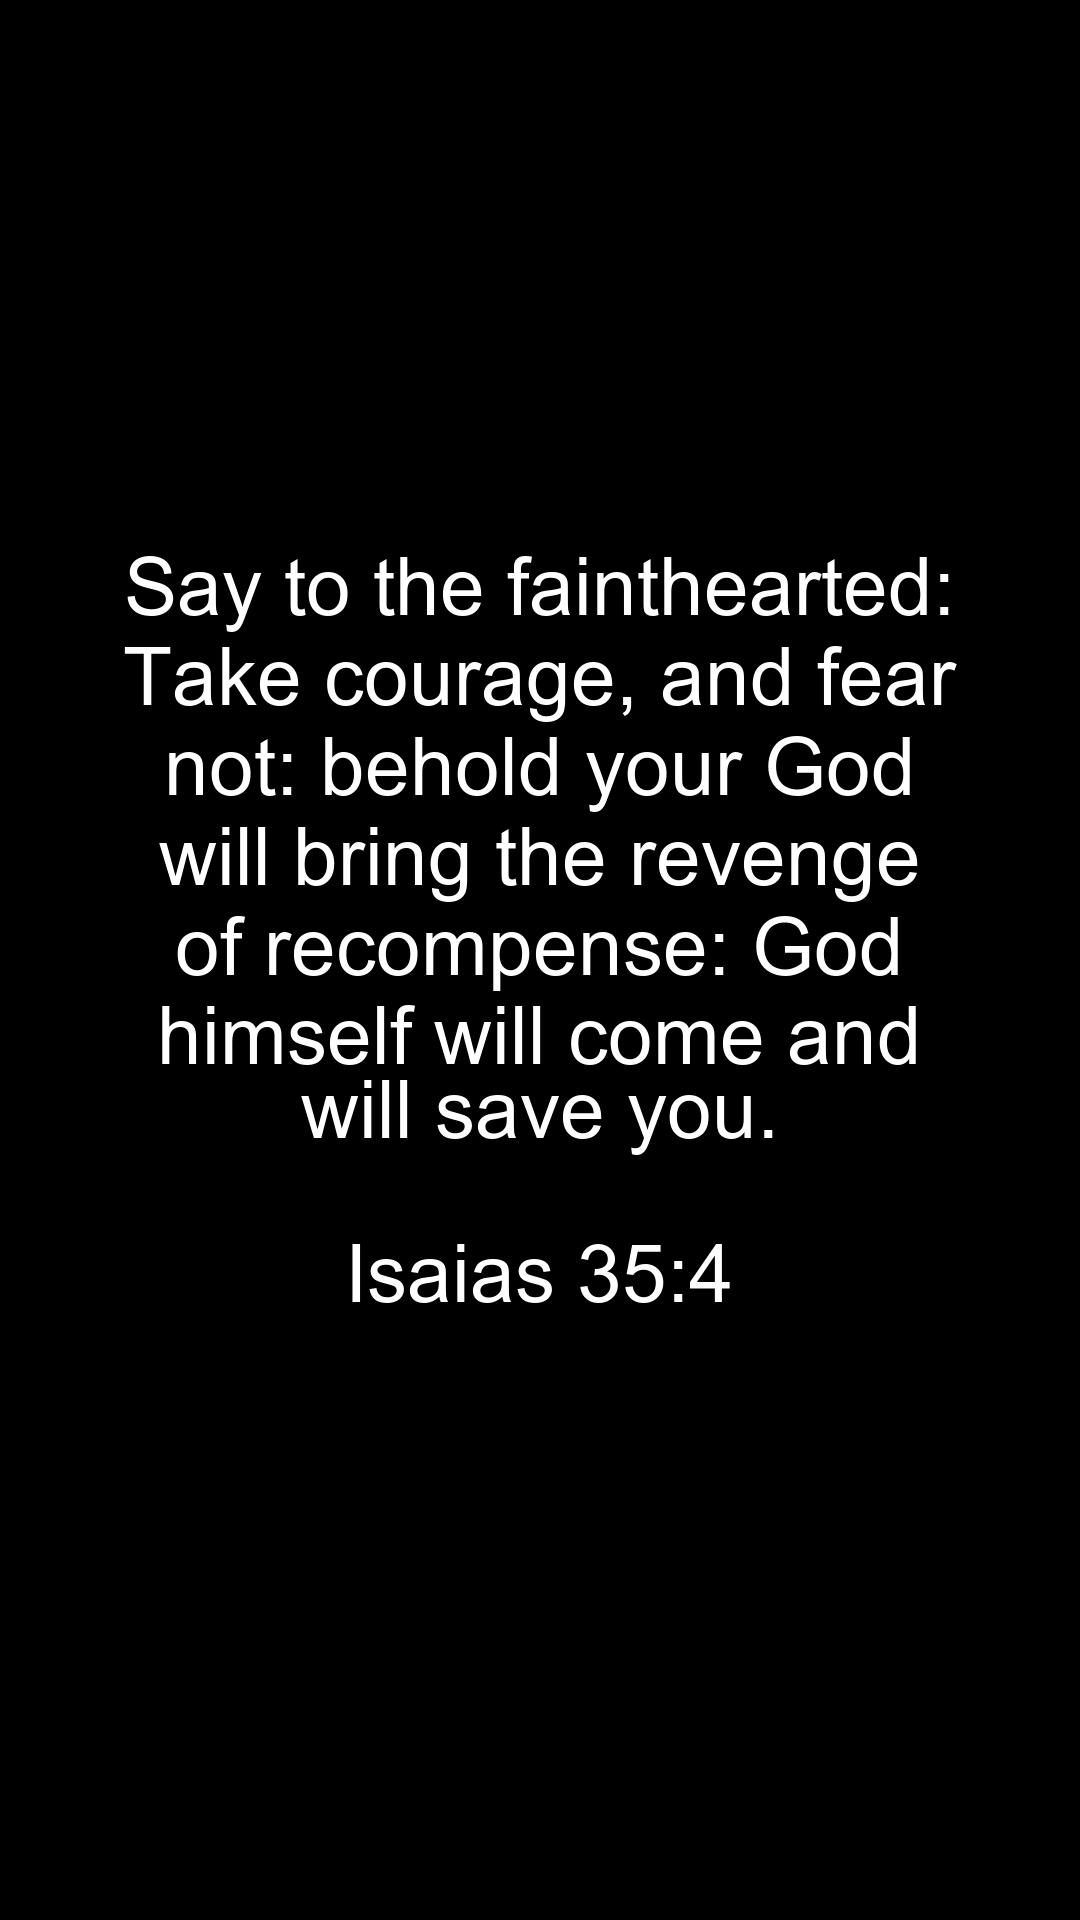 Say to the fainthearted:
Take courage, and fear
not: behold your God
will bring the revenge
of recompense: God
himself will come and
will save you.
Isaias 35:4